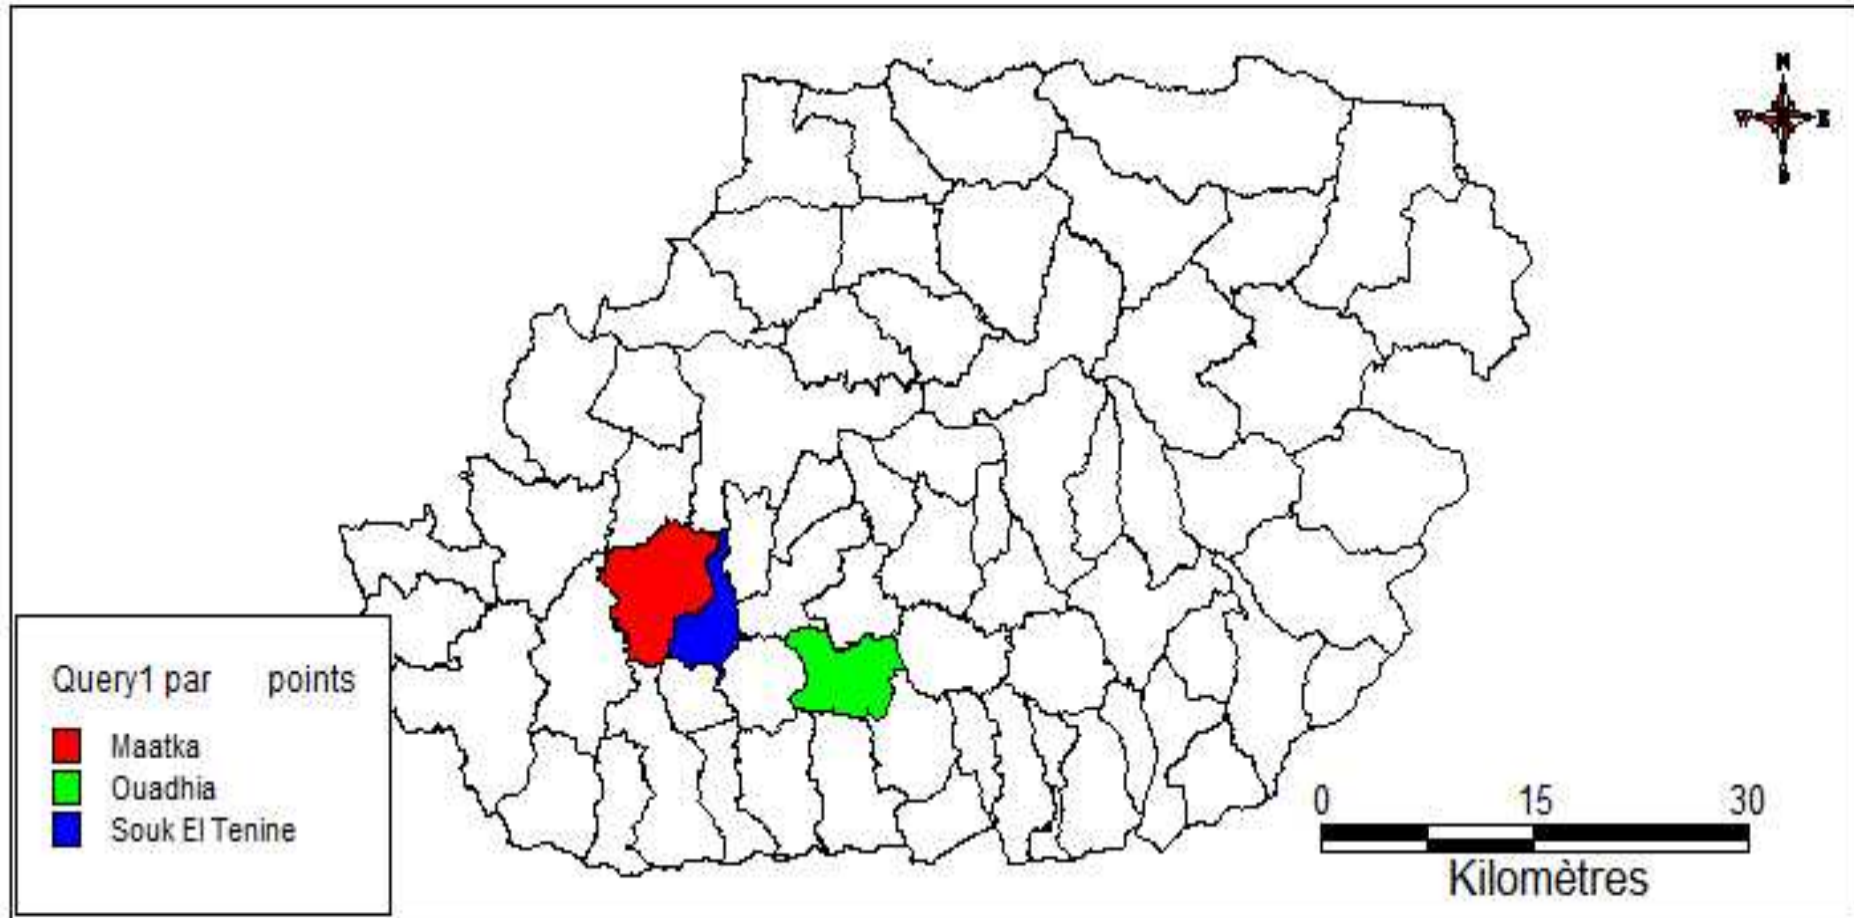 N
W E
S
Query1 par points
Maatka
Ouadhia
Souk El Tenine
0 15 30
Kilomètres